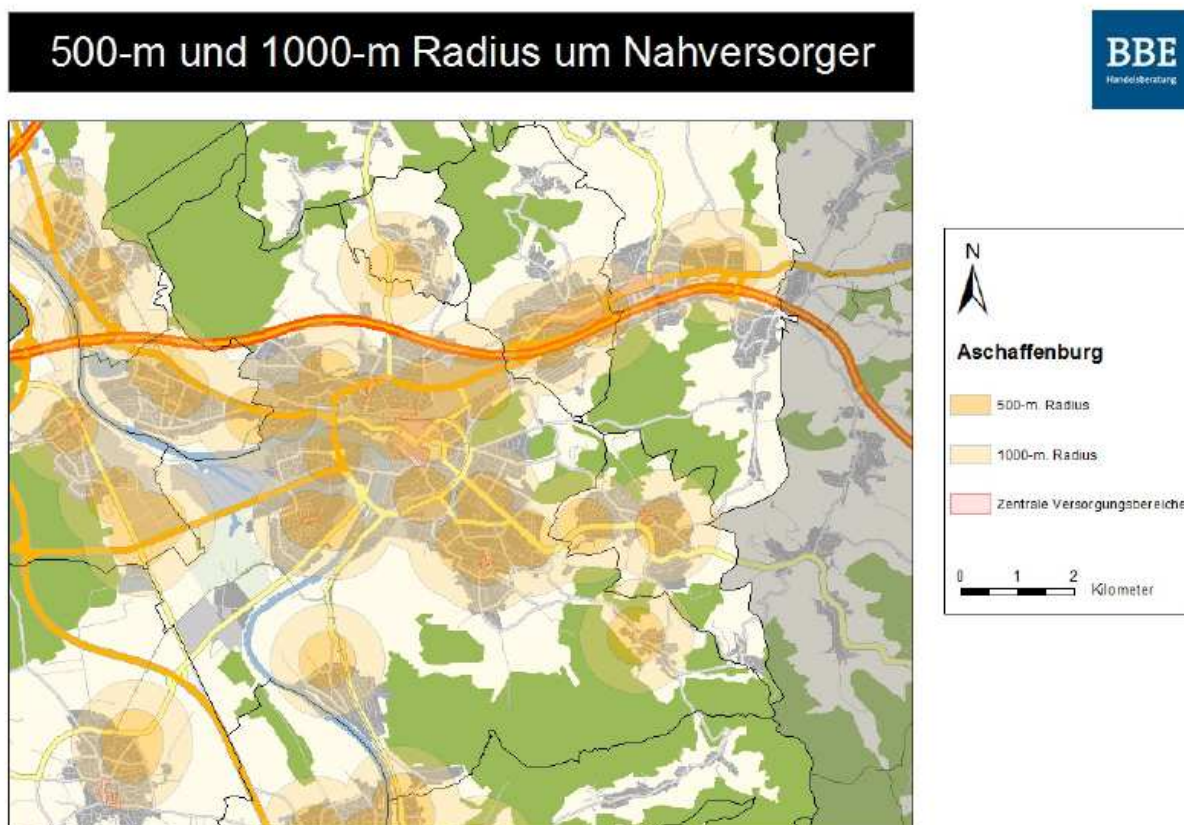 500-m und 1000-m Radius um Nahversorger
BBE
Handelsberatung
N
Aschaffenburg
500-m. Radius
1000-m. Radius
Zentrale Versorgungsbereiche
0 1 2 Kilometer